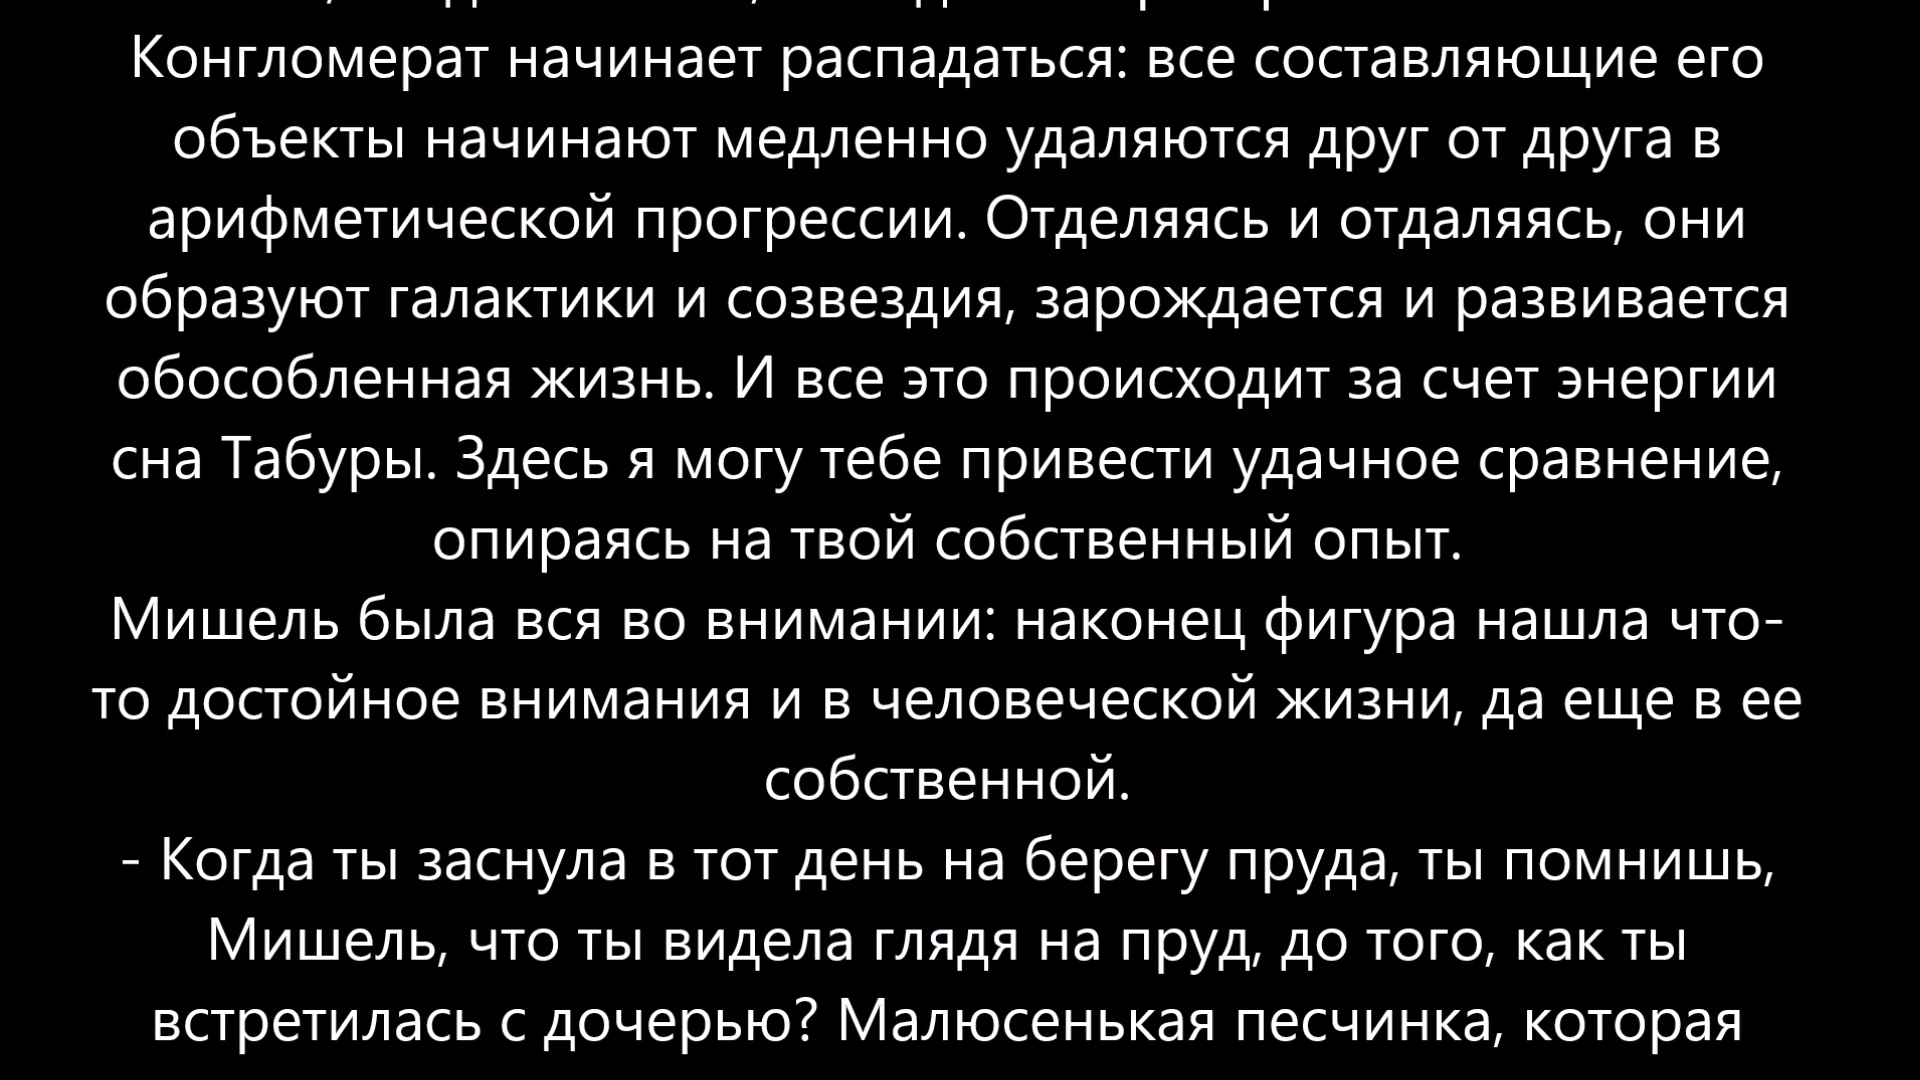 Конгломерат начинает распадаться: все составляющие его
объекты начинают медленно удаляются друг от друга в
арифметической прогрессии. Отделяясь и отдаляясь, они
образуют галактики и созвездия, зарождается и развивается
обособленная жизнь. И все это происходит за счет энергии
сна Табуры. Здесь я могу тебе привести удачное сравнение,
опираясь на твой собственный опыт.
Мишель была вся во внимании: наконец фигура нашла что-
то достойное внимания и в человеческой жизни, да еще в ее
собственной.
- Когда ты заснула в тот день на берегу пруда, ты помнишь,
Мишель, что ты видела глядя на пруд, до того, как ты
встретилась с дочерью? Малюсенькая песчинка, которая